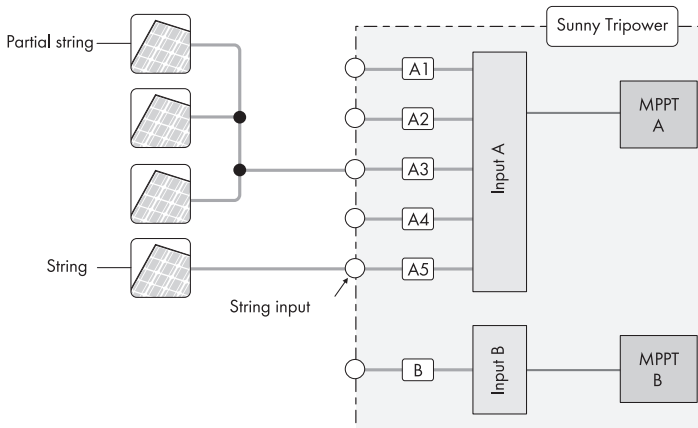 Sunny Tripower
Partial string
A1
A2
A3
A4
A5
Input A
MPPT
A
String
String input
B
Input B
MPPT
B